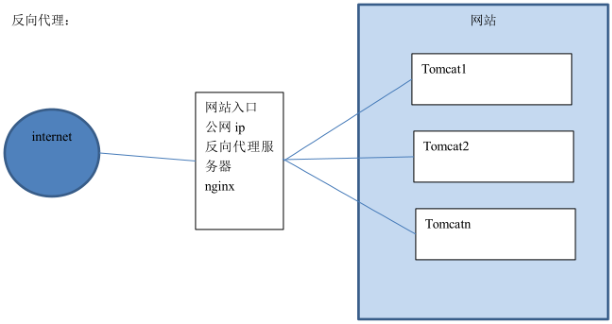 反向代理：
网站
internet
网站入口
公网 ip
反向代理服
务器
nginx
Tomcat1
Tomcat2
Tomcatn